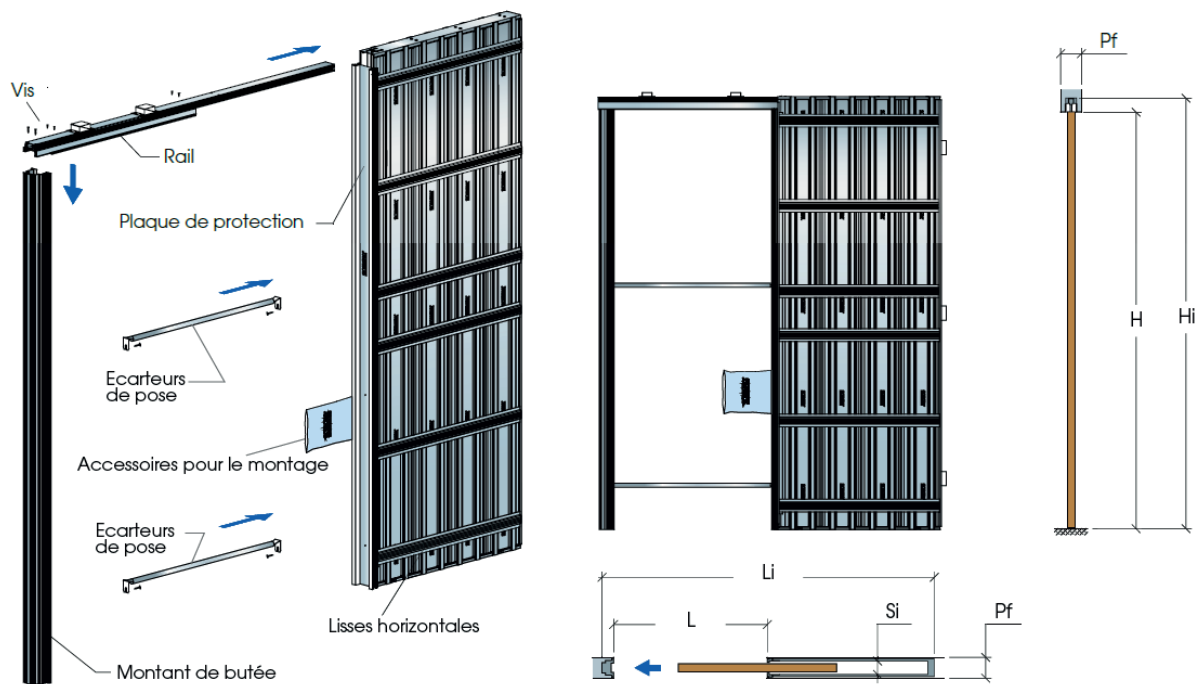 Vis
Rail
Plaque de protection
Ecarteurs
de pose
Accessoires pour le montage
Ecarteurs
de pose
Lisses horizontales
Montant de butée
Pf
H
Hi
Li
L
Si
Pf